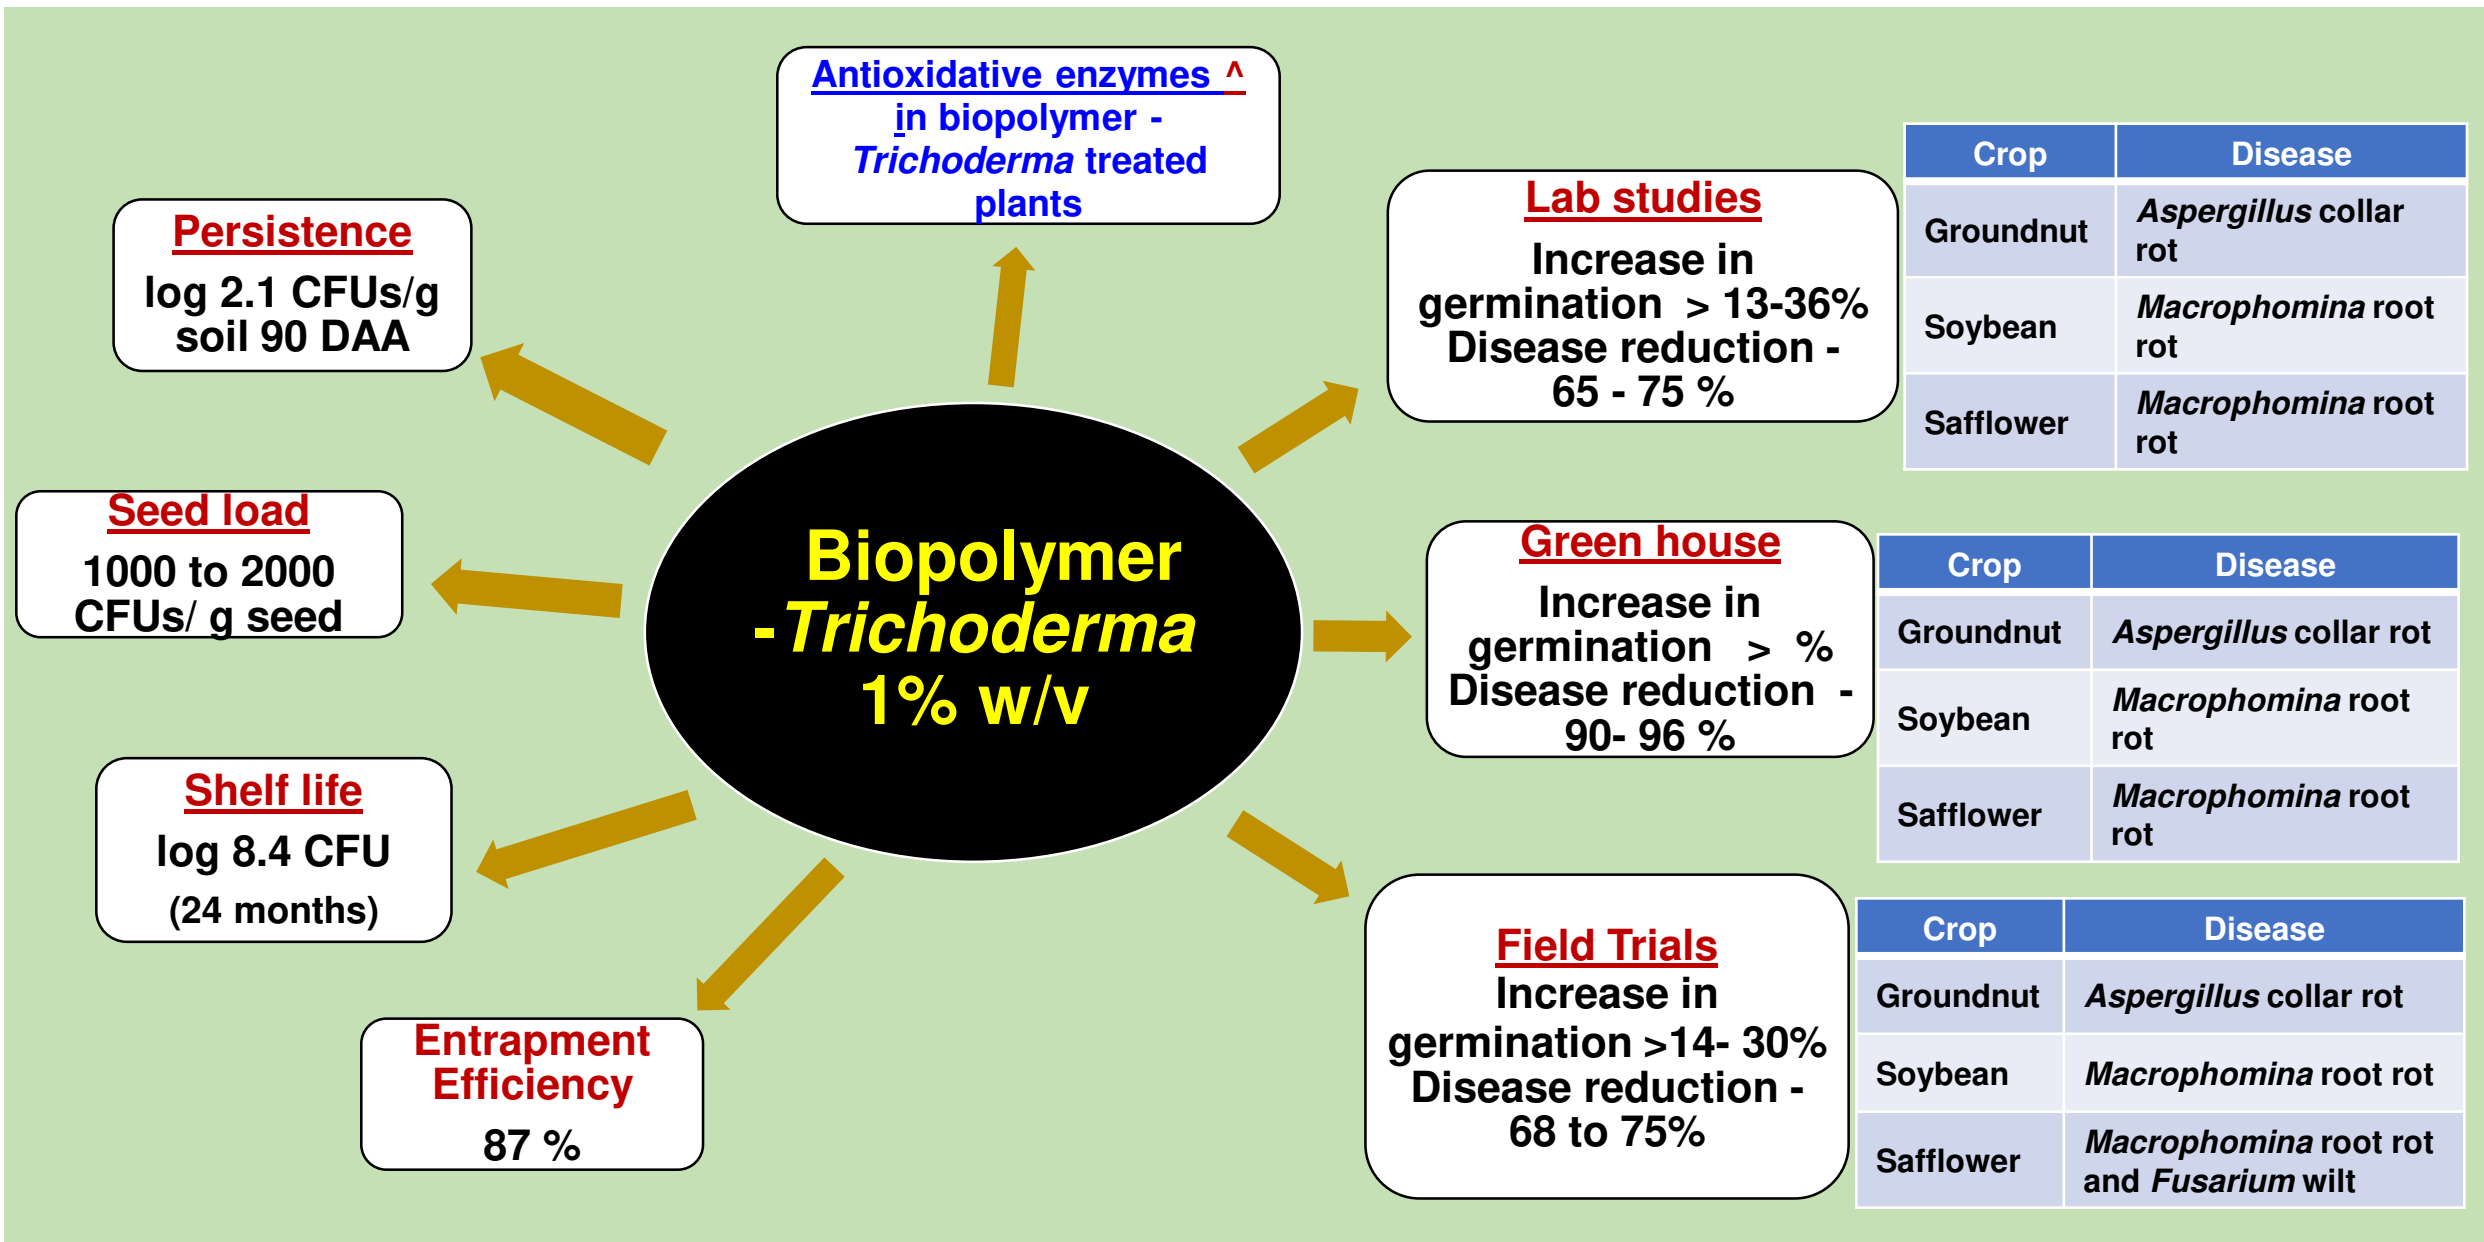 Antioxidative enzymes ^
in biopolymer -
Trichoderma treated
plants
Persistence
log 2.1 CFUs/g
soil 90 DAA
Seed load
1000 to 2000
CFUs/ g seed
Shelf life
log 8.4 CFU
(24 months)
Entrapment
Efficiency
87 %
Biopolymer
-Trichoderma
1% w/v
Lab studies
Increase in
germination > 13-36%
Disease reduction -
65 - 75 %
Crop Disease
Groundnut Aspergillus collar
rot
Soybean Macrophomina root
rot
Safflower Macrophomina root
rot
Green house
Increase in
germination > %
Disease reduction -
90- 96 %
Crop Disease
Groundnut Aspergillus collar rot
Soybean Macrophomina root
rot
Safflower Macrophomina root
rot
Field Trials
Increase in
germination >14- 30%
Disease reduction -
68 to 75%
Crop Disease
Groundnut Aspergillus collar rot
Soybean Macrophomina root rot
Safflower Macrophomina root rot
and Fusarium wilt